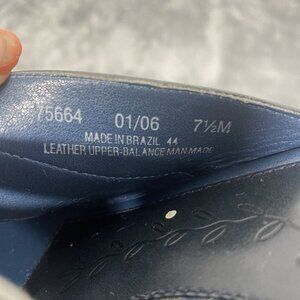 75664 01/06 7½M
MADE IN BRAZIL 44
LEATHER UPPER-BALANCE MAN MADE